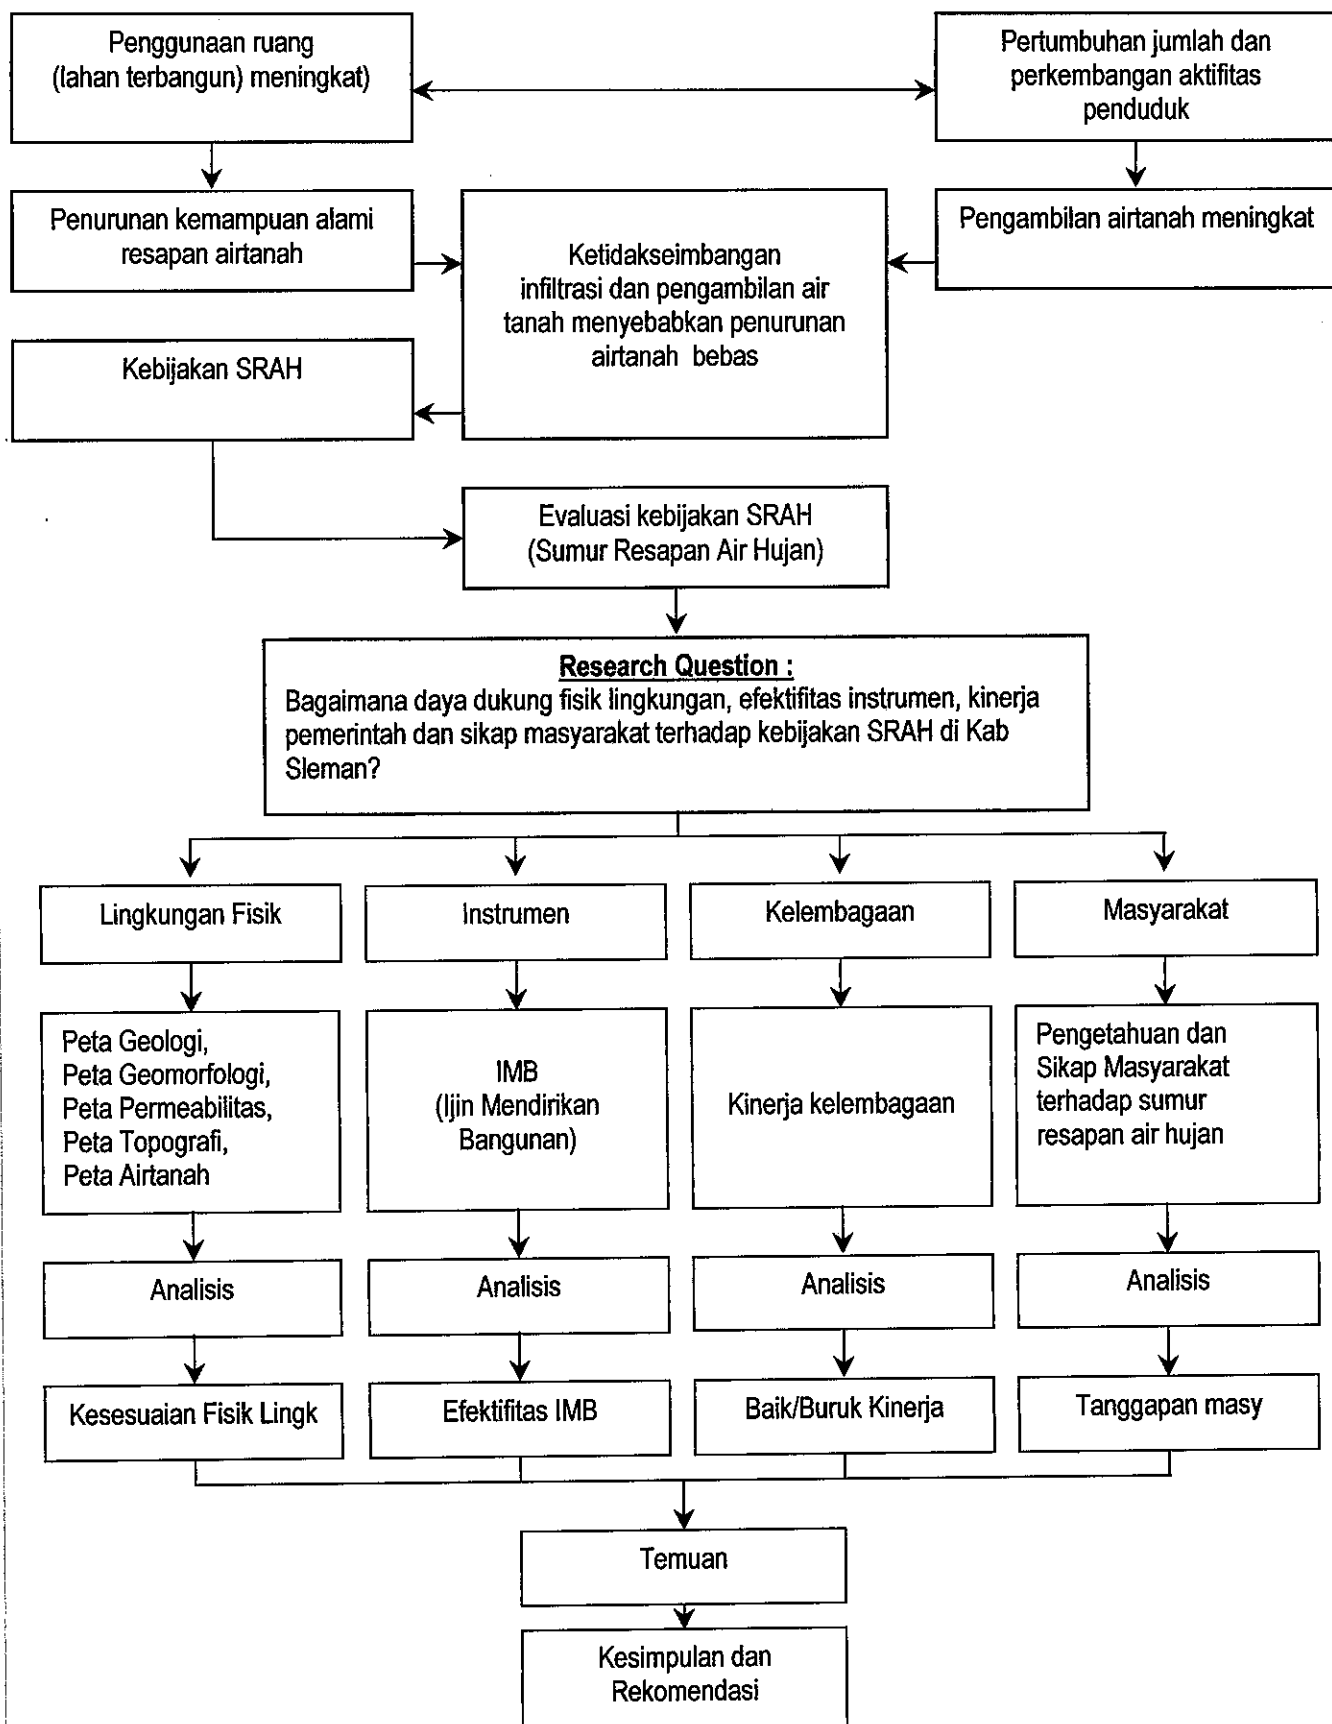 Penggunaan ruang
(lahan terbangun) meningkat)
Pertumbuhan jumlah dan
perkembangan aktifitas
penduduk
Penurunan kemampuan alami
resapan airtanah
Ketidakseimbangan
infiltrasi dan pengambilan air
tanah menyebabkan penurunan
airtanah bebas
Pengambilan airtanah meningkat
Kebijakan SRAH
Evaluasi kebijakan SRAH
(Sumur Resapan Air Hujan)
Research Question :
Bagaimana daya dukung fisik lingkungan, efektifitas instrumen, kinerja
pemerintah dan sikap masyarakat terhadap kebijakan SRAH di Kab
Sleman?
Lingkungan Fisik
Instrumen
Kelembagaan
Masyarakat
Peta Geologi,
Peta Geomorfologi,
Peta Permeabilitas,
Peta Topografi,
Peta Airtanah
IMB
(Ijin Mendirikan
Bangunan)
Kinerja kelembagaan
Pengetahuan dan
Sikap Masyarakat
terhadap sumur
resapan air hujan
Analisis
Analisis
Analisis
Analisis
Kesesuaian Fisik Lingk
Efektifitas IMB
Baik/Buruk Kinerja
Tanggapan masy
Temuan
Kesimpulan dan
Rekomendasi